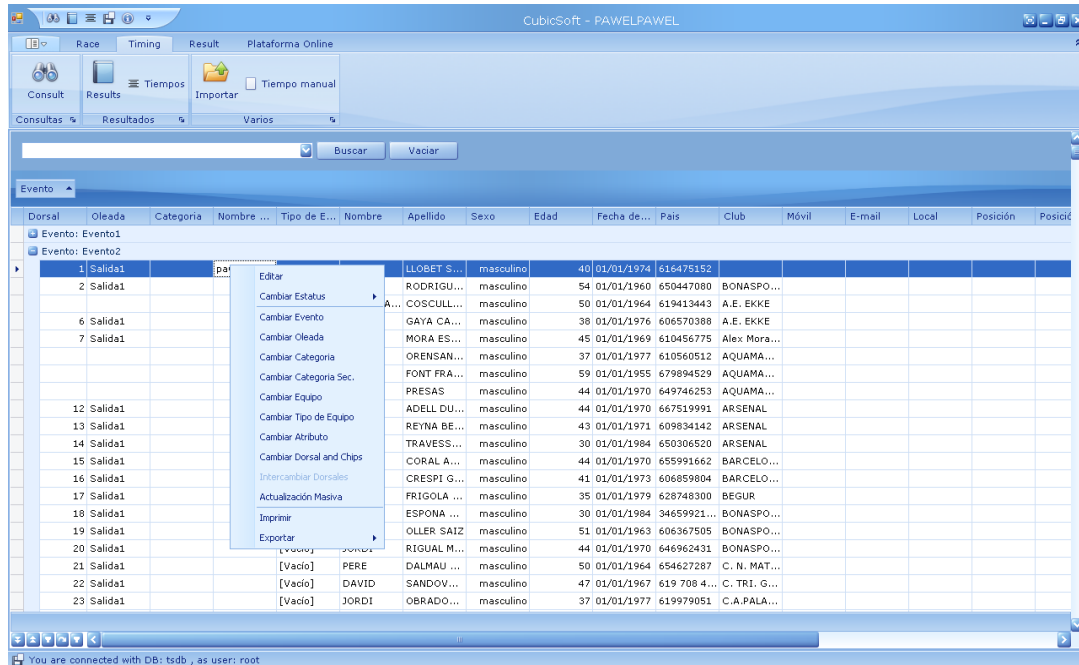 CubicSoft - PAWELPAWEL
Race Timing Result Plataforma Online
Consult Results Tiempos Importar Tiempo manual
Consultas Resultados Varios
Buscar Vaciar
Evento
Dorsal Oleada Categoria Nombre ... Tipo de E... Nombre Apellido Sexo Edad Fecha de... Pais Club Móvil E-mail Local Posición
Evento: Evento1
Evento: Evento2
1 Salida1 LLOBET S... masculino 40 01/01/1974 616475152
2 Salida1 RODRIGU... masculino 54 01/01/1960 650447080 BONASPO...
A... COSCULL... masculino 50 01/01/1964 619413443 A.E. EKKE
6 Salida1 GAYA CA... masculino 38 01/01/1976 606570388 A.E. EKKE
7 Salida1 MORA ES... masculino 45 01/01/1969 610456775 Alex Mora...
ORENSAN... masculino 37 01/01/1977 610560512 AQUAMA...
FONT FRA... masculino 59 01/01/1955 679894529 AQUAMA...
PRESAS masculino 44 01/01/1970 649746253 AQUAMA...
12 Salida1 ADELL DU... masculino 44 01/01/1970 667519991 ARSENAL
13 Salida1 REYNA BE... masculino 43 01/01/1971 609834142 ARSENAL
14 Salida1 TRAVESS... masculino 30 01/01/1984 650306520 ARSENAL
15 Salida1 CORAL A... masculino 44 01/01/1970 655991662 BARCELO...
16 Salida1 CRESPI G... masculino 41 01/01/1973 606859804 BARCELO...
17 Salida1 FRIGOLA ... masculino 35 01/01/1979 628748300 BEGUR
18 Salida1 ESPONA ... masculino 30 01/01/1984 34659921... BONASPO...
19 Salida1 OLLER SAIZ masculino 51 01/01/1963 606367505 BONASPO...
20 Salida1 [Vacío] JORDI RIGUAL M... masculino 44 01/01/1970 646962431 BONASPO...
21 Salida1 [Vacío] PERE DALMAU ... masculino 50 01/01/1964 654627287 C. N. MAT...
22 Salida1 [Vacío] DAVID SANDOV... masculino 47 01/01/1967 619 708 4... C. TRI. G...
23 Salida1 [Vacío] JORDI OBRADO... masculino 37 01/01/1977 619979051 C.A.PALA...
Editar
Cambiar Estatus
Cambiar Evento
Cambiar Oleada
Cambiar Categoria
Cambiar Categoria Sec.
Cambiar Equipo
Cambiar Tipo de Equipo
Cambiar Atributo
Cambiar Dorsal and Chips
Intercambiar Dorsales
Actualización Masiva
Imprimir
Exportar
You are connected with DB: tsdb , as user: root